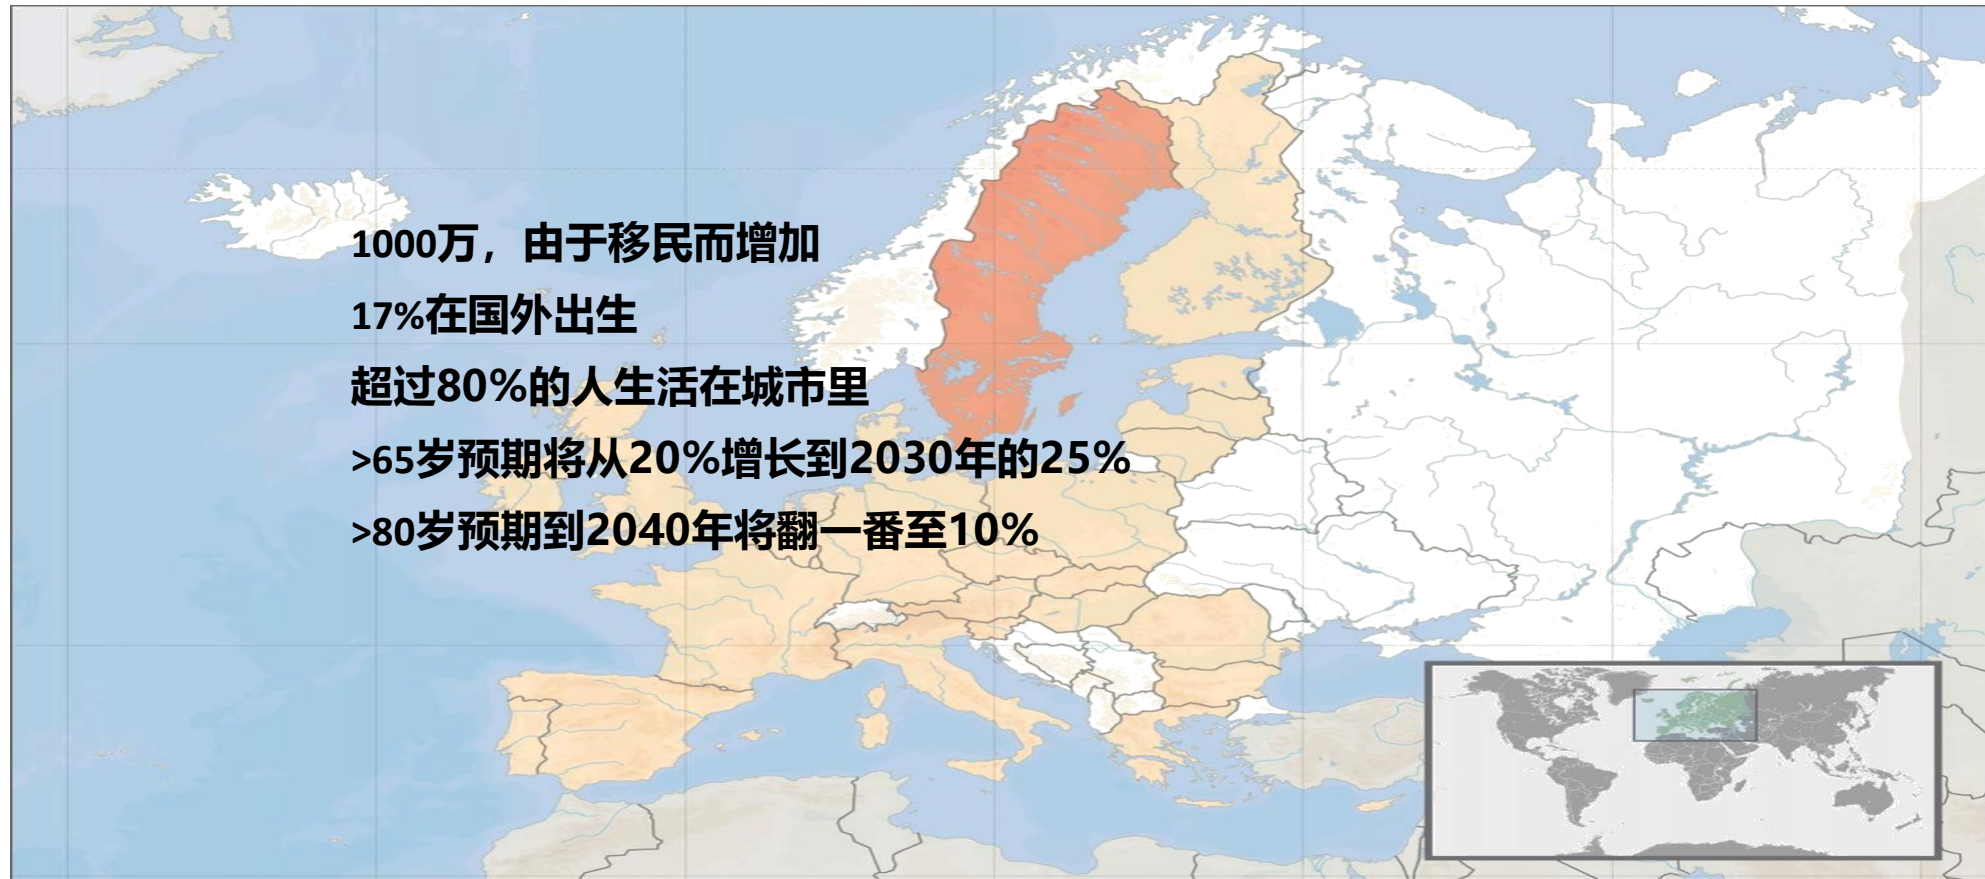 1000万，由于移民而增加
17%在国外出生
超过80%的人生活在城市里
>65岁预期将从20%增长到2030年的25%
>80岁预期到2040年将翻一番至10%